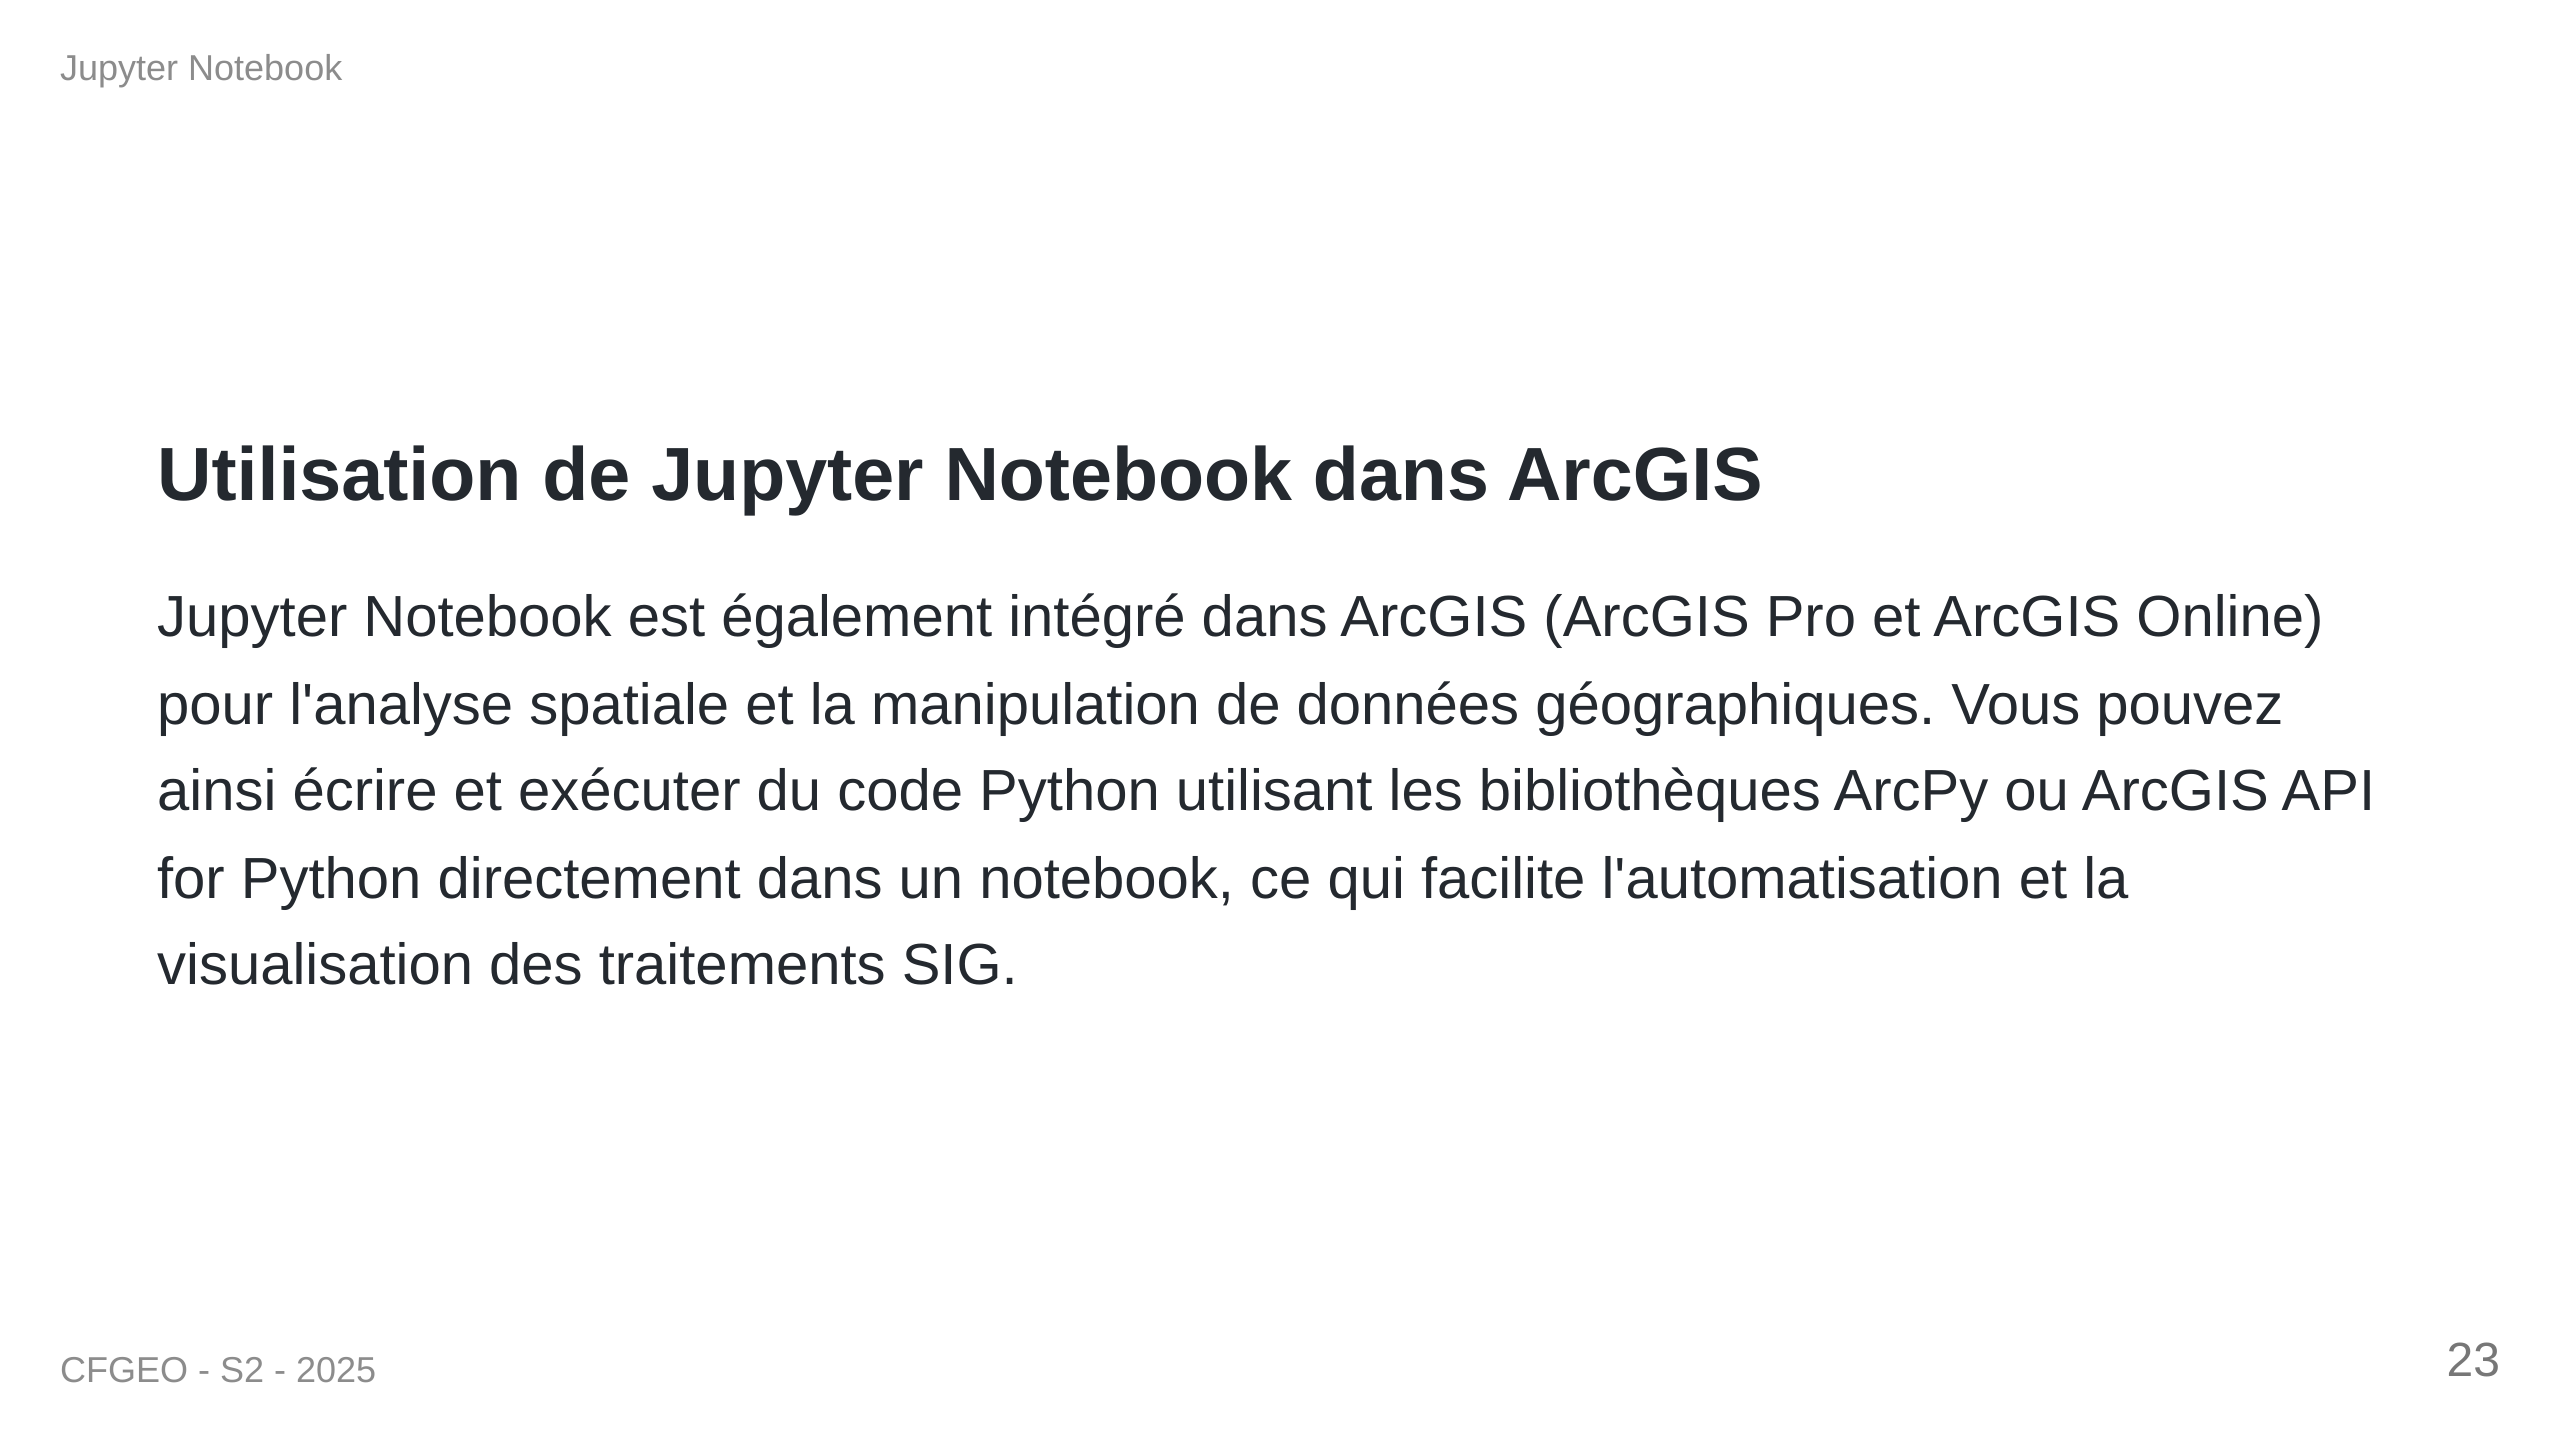 Jupyter Notebook
Utilisation de Jupyter Notebook dans ArcGIS
Jupyter Notebook est également intégré dans ArcGIS (ArcGIS Pro et ArcGIS Online)
pour l'analyse spatiale et la manipulation de données géographiques. Vous pouvez
ainsi écrire et exécuter du code Python utilisant les bibliothèques ArcPy ou ArcGIS API
for Python directement dans un notebook, ce qui facilite l'automatisation et la
visualisation des traitements SIG.
CFGEO - S2 - 2025
23